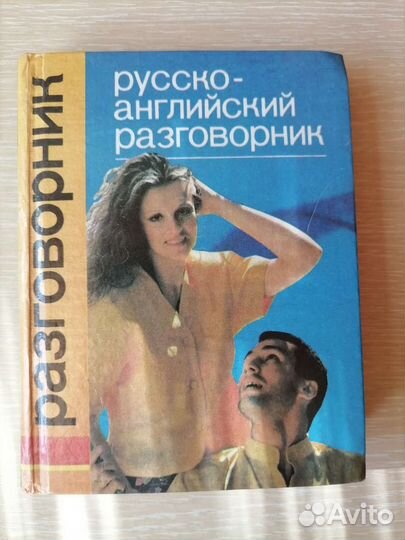 русско-
английский
разговорник
разговорник
Avito